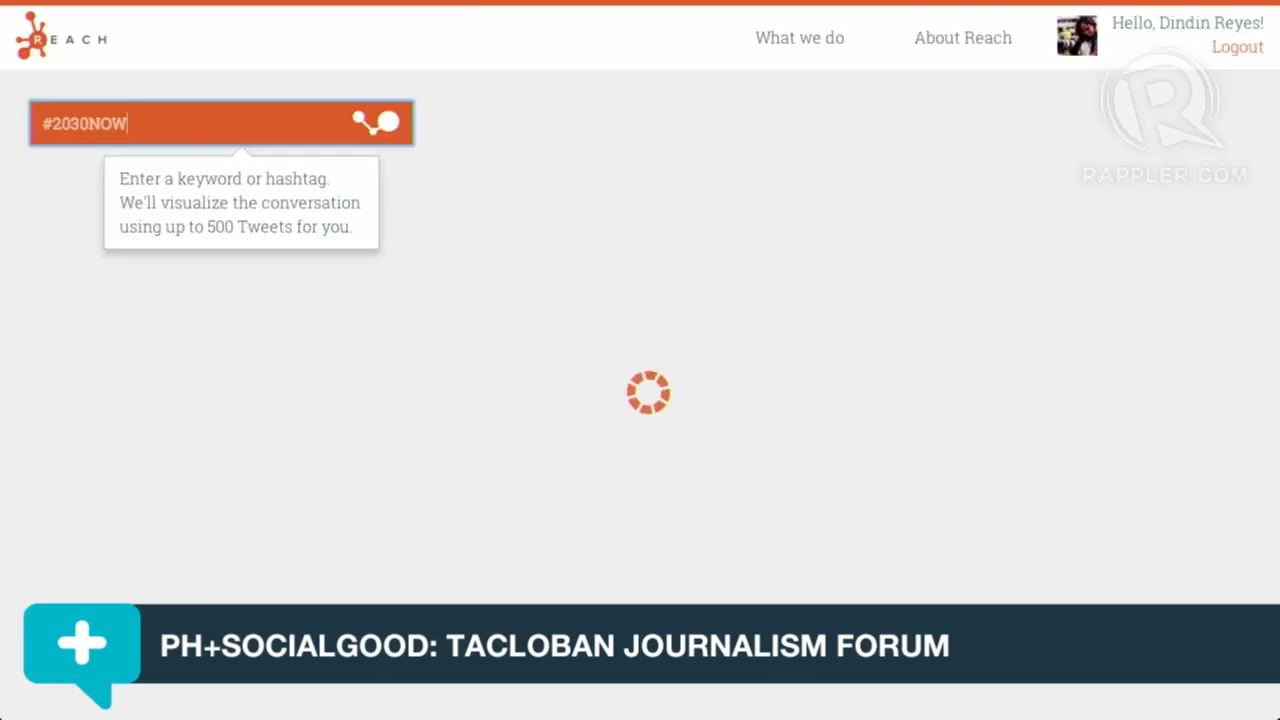 REACH
What we do
About Reach
Hello, Dindin Reyes!
Logout
#2030NOW
Enter a keyword or hashtag.
We'll visualize the conversation
using up to 500 Tweets for you.
RAPPLER.COM
PH+SOCIALGOOD: TACLOBAN JOURNALISM FORUM